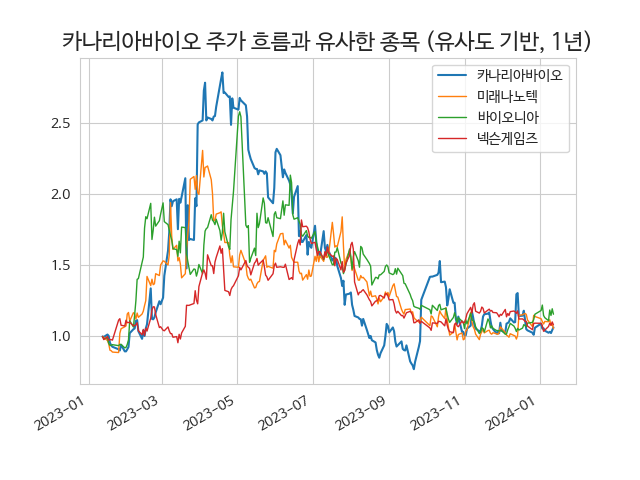 카나리아바이오 주가 흐름과 유사한 종목 (유사도 기반, 1년)
카나리아바이오
미래나노텍
바이오니아
넥슨게임즈
2.5
2.0
1.5
1.0
2023-01
2023-03
2023-05
2023-07
2023-09
2023-11
2024-01